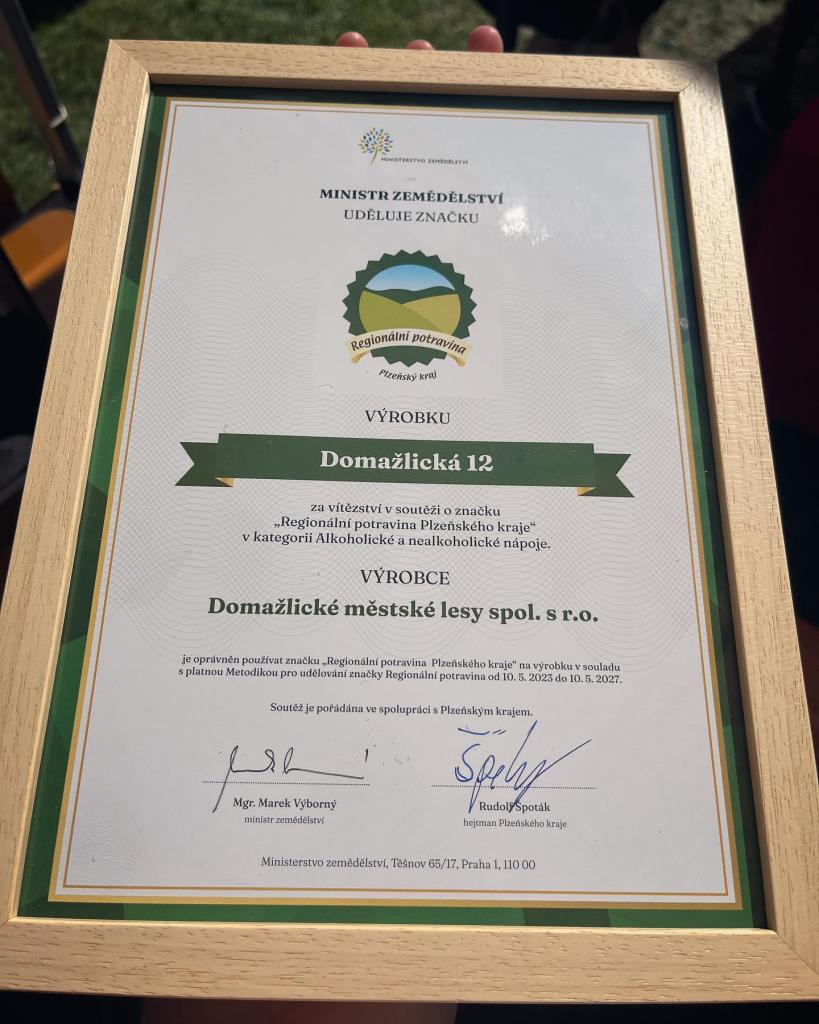 MINISTERSTVO ZEMĚDĚLSTVÍ
MINISTR ZEMĚDĚLSTVÍ
UDĚLUJE ZNAČKU
Regionální potravina
Plzeňský kraj
VÝROBKU
Domažlická 12
za vítězství v soutěži o značku
„Regionální potravina Plzeňského kraje“
v kategorii Alkoholické a nealkoholické nápoje.
VÝROBCE
Domažlické městské lesy spol. s r.o.
je oprávněn používat značku „Regionální potravina Plzeňského kraje“ na výrobku v souladu
s platnou Metodikou pro udělování značky Regionální potravina od 10. 5. 2023 do 10. 5. 2027.
Soutěž je pořádána ve spolupráci s Plzeňským krajem.
Mgr. Marek Výborný
ministr zemědělství
Rudolf Špoták
hejtman Plzeňského kraje
Ministerstvo zemědělství, Těšnov 65/17, Praha 1, 110 00